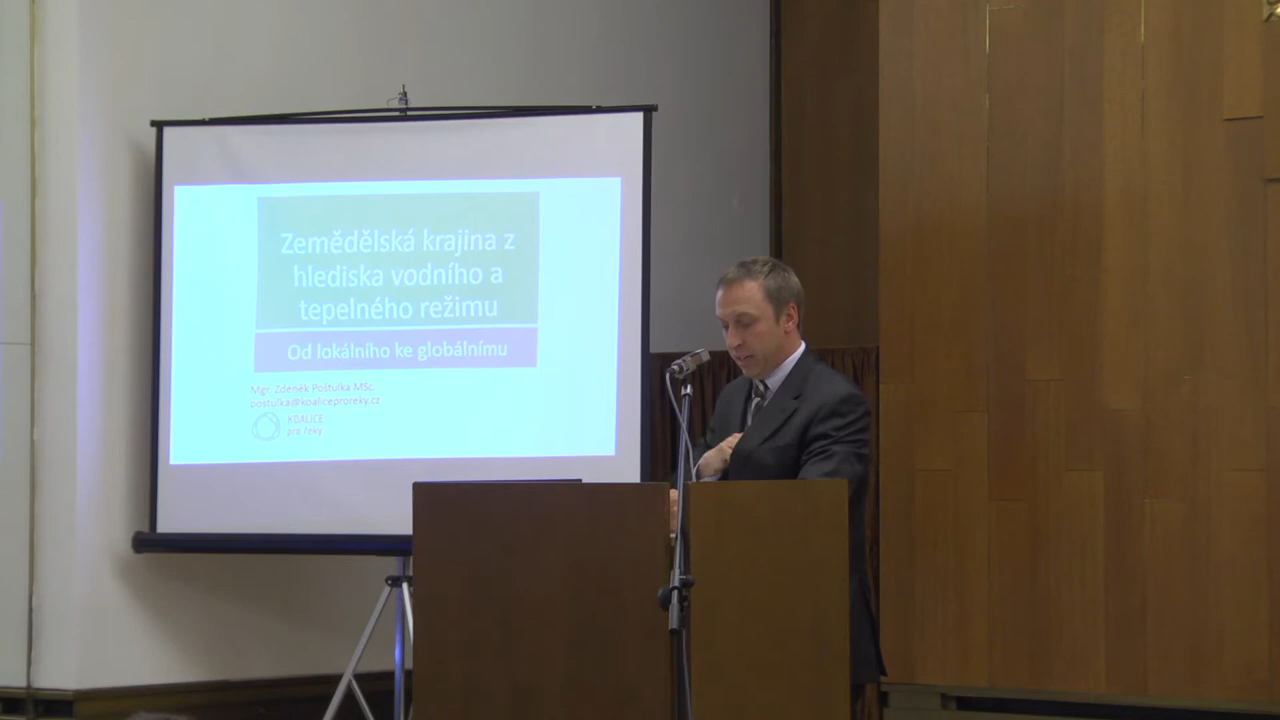 Zemědělská krajina z
hlediska vodního a
tepelného režimu
Od lokálního ke globálnímu
Mgr. Zdeněk Poštulka MSc.
postulka@koaliceproreky.cz
KOALICE
pro řeky